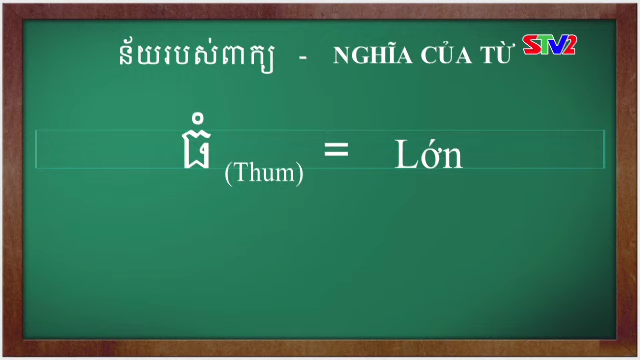 ន័យរបស់ពាក្យ - NGHĨA CỦA TỪ STV2
ធំ (Thum) = Lớn